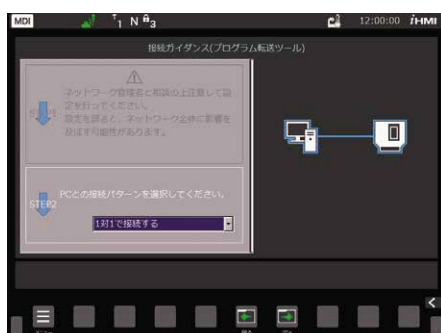 MDI
T1 N ₳3
12:00:00
iHMI
接続ガイダンス(プログラム転送ツール)
ネットワーク管理者と相談の上注意して設
定を行ってください。
設定を誤ると、ネットワーク全体に影響を
及ぼす可能性があります。
STEP1
PCとの接続パターンを選択してください。
STEP2
1対1で接続する